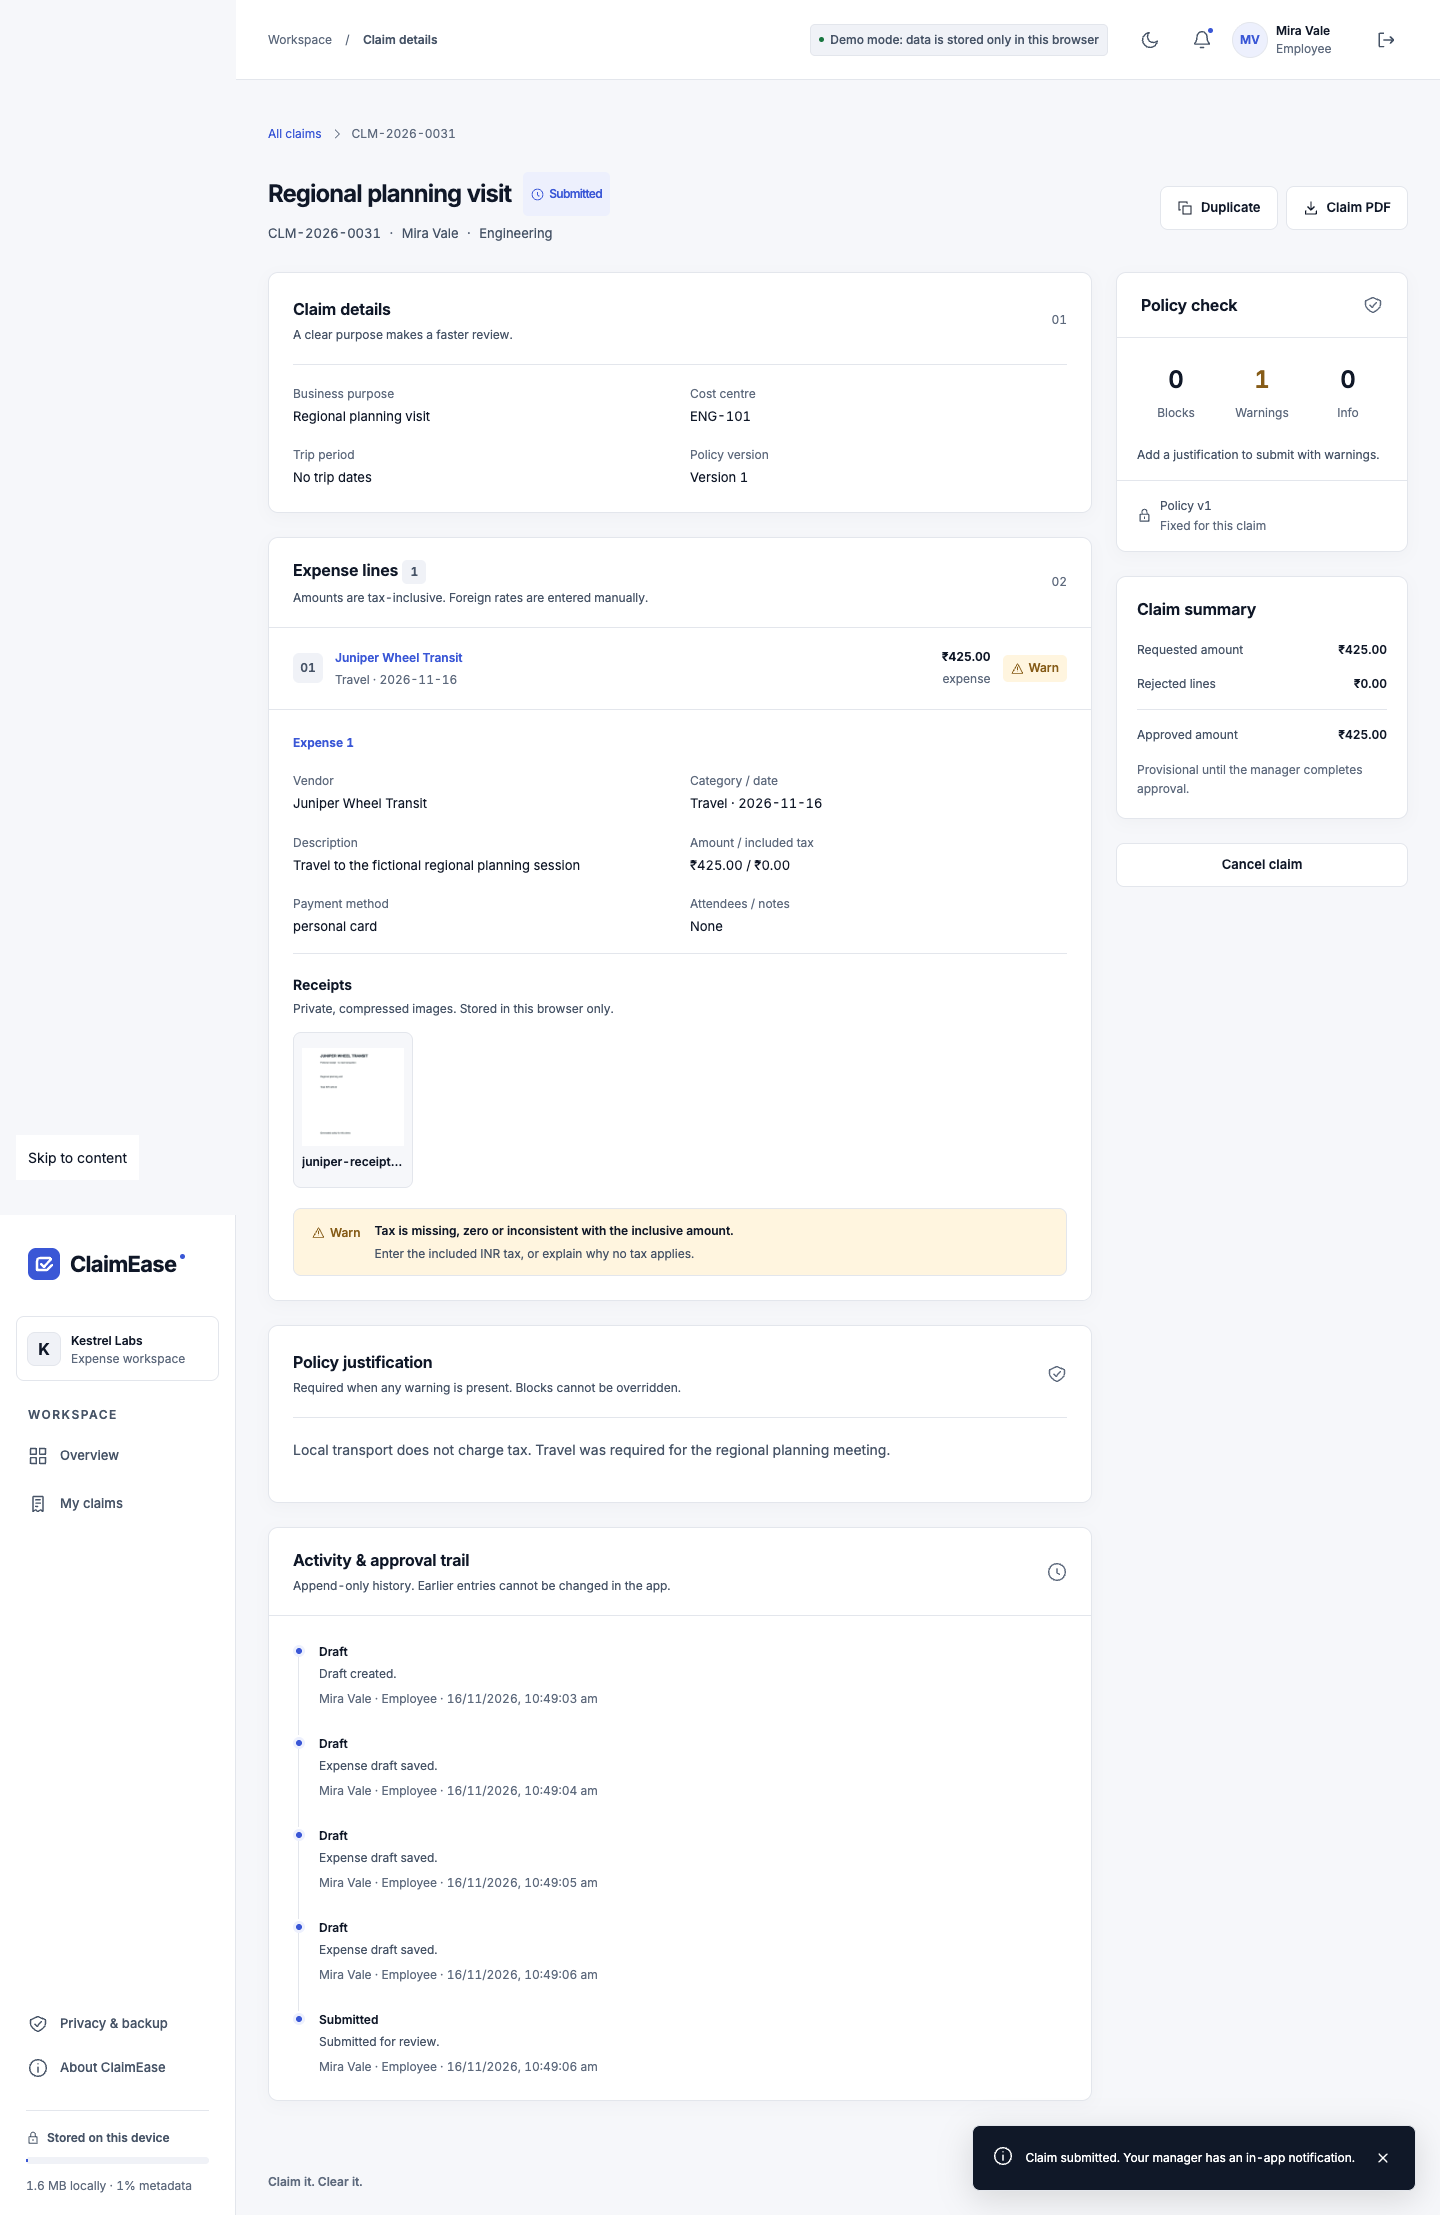 Workspace / Claim details
Demo mode: data is stored only in this browser
MV
Mira Vale
Employee
All claims > CLM-2026-0031
Regional planning visit
Submitted
CLM-2026-0031 · Mira Vale · Engineering
Duplicate
Claim PDF
Claim details
A clear purpose makes a faster review.
01
Business purpose
Regional planning visit
Cost centre
ENG-101
Trip period
No trip dates
Policy version
Version 1
Expense lines 1
Amounts are tax-inclusive. Foreign rates are entered manually.
02
01
Juniper Wheel Transit
Travel · 2026-11-16
₹425.00
expense
Warn
Expense 1
Vendor
Juniper Wheel Transit
Category / date
Travel · 2026-11-16
Description
Travel to the fictional regional planning session
Amount / included tax
₹425.00 / ₹0.00
Payment method
personal card
Attendees / notes
None
Receipts
Private, compressed images. Stored in this browser only.
JUNIPER WHEEL TRANSIT
juniper-receipt...
Warn
Tax is missing, zero or inconsistent with the inclusive amount.
Enter the included INR tax, or explain why no tax applies.
Policy justification
Required when any warning is present. Blocks cannot be overridden.
Local transport does not charge tax. Travel was required for the regional planning meeting.
Activity & approval trail
Append-only history. Earlier entries cannot be changed in the app.
Draft
Draft created.
Mira Vale · Employee · 16/11/2026, 10:49:03 am
Draft
Expense draft saved.
Mira Vale · Employee · 16/11/2026, 10:49:04 am
Draft
Expense draft saved.
Mira Vale · Employee · 16/11/2026, 10:49:05 am
Draft
Expense draft saved.
Mira Vale · Employee · 16/11/2026, 10:49:06 am
Submitted
Submitted for review.
Mira Vale · Employee · 16/11/2026, 10:49:06 am
Claim it. Clear it.
Policy check
0
Blocks
1
Warnings
0
Info
Add a justification to submit with warnings.
Policy v1
Fixed for this claim
Claim summary
Requested amount ₹425.00
Rejected lines ₹0.00
Approved amount ₹425.00
Provisional until the manager completes
approval.
Cancel claim
Skip to content
ClaimEase
K
Kestrel Labs
Expense workspace
WORKSPACE
Overview
My claims
Privacy & backup
About ClaimEase
Stored on this device
1.6 MB locally · 1% metadata
Claim submitted. Your manager has an in-app notification.